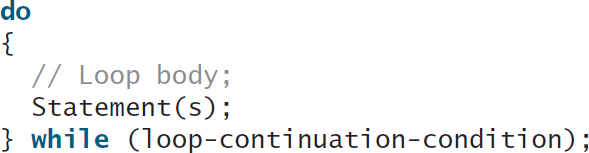 do
{
  // Loop body;
  Statement(s);
} while (loop-continuation-condition);